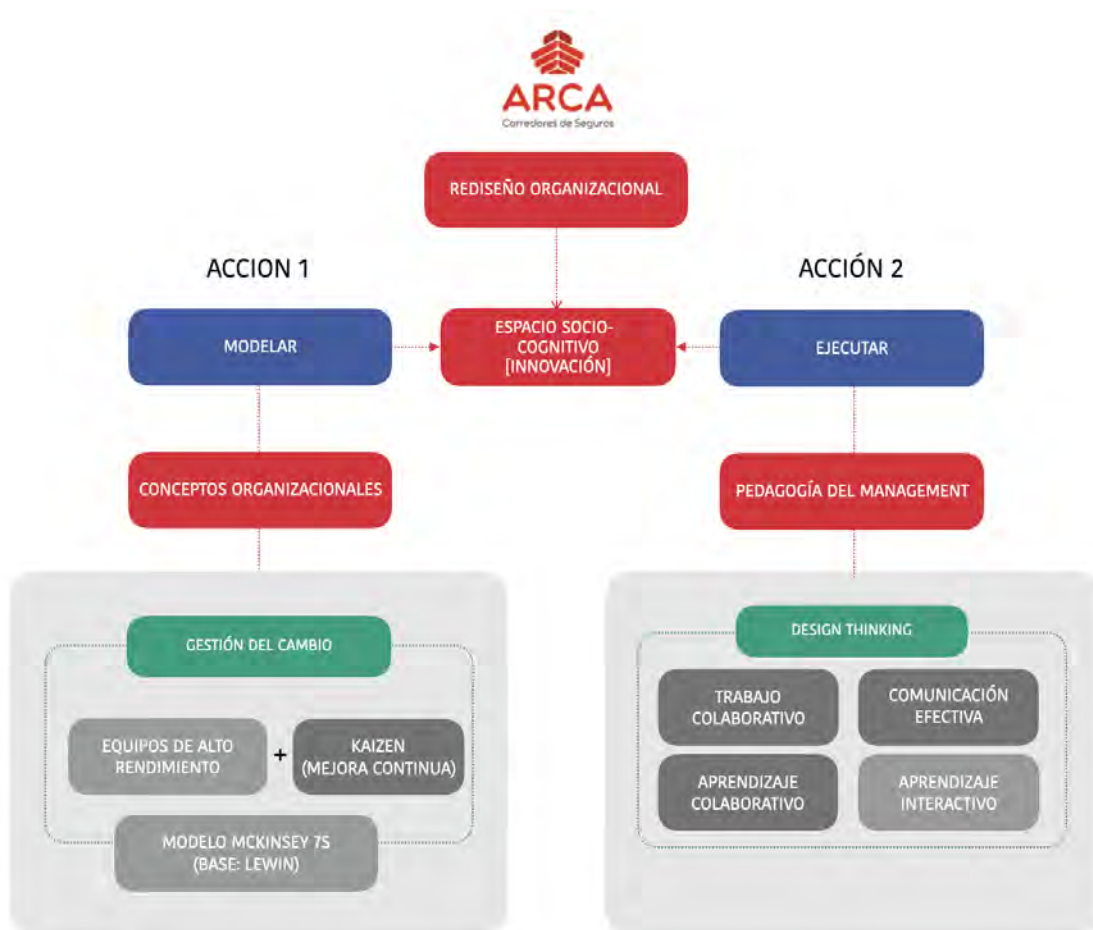 ARCA
Corredores de Seguros
REDISEÑO ORGANIZACIONAL
ACCION 1
ACCIÓN 2
MODELAR
ESPACIO SOCIO-
COGNITIVO
[INNOVACIÓN]
EJECUTAR
CONCEPTOS ORGANIZACIONALES
PEDAGOGÍA DEL MANAGEMENT
GESTIÓN DEL CAMBIO
EQUIPOS DE ALTO
RENDIMIENTO
+
KAIZEN
(MEJORA CONTINUA)
MODELO MCKINSEY 7S
(BASE: LEWIN)
DESIGN THINKING
TRABAJO
COLABORATIVO
COMUNICACIÓN
EFECTIVA
APRENDIZAJE
COLABORATIVO
APRENDIZAJE
INTERACTIVO